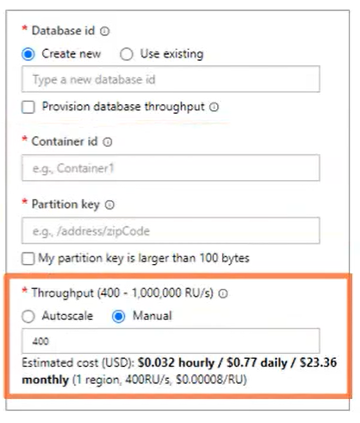 * Database id
Create new Use existing
Type a new database id
Provision database throughput
* Container id
e.g., Container1
* Partition key
e.g., /address/zipCode
My partition key is larger than 100 bytes
* Throughput (400 - 1,000,000 RU/s)
Autoscale Manual
400
Estimated cost (USD): $0.032 hourly / $0.77 daily / $23.36
monthly (1 region, 400RU/s, $0.00008/RU)